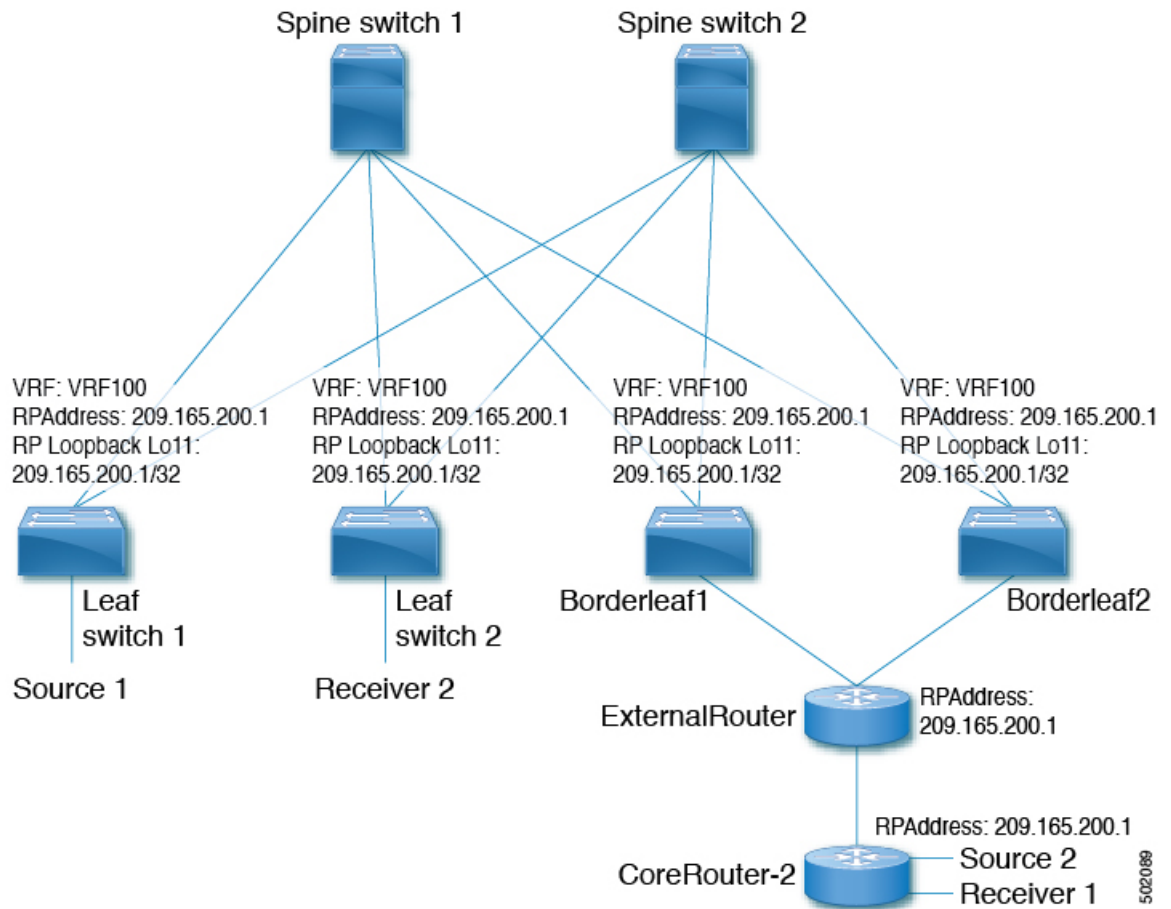 Spine switch 1
Spine switch 2
VRF: VRF100
RPAddress: 209.165.200.1
RP Loopback Lo11:
209.165.200.1/32
VRF: VRF100
RPAddress: 209.165.200.1
RP Loopback Lo11:
209.165.200.1/32
VRF: VRF100
RPAddress: 209.165.200.1
RP Loopback Lo11:
209.165.200.1/32
VRF: VRF100
RPAddress: 209.165.200.1
RP Loopback Lo11:
209.165.200.1/32
Leaf
switch 1
Leaf
switch 2
Borderleaf1
Borderleaf2
Source 1
Receiver 2
ExternalRouter
RPAddress:
209.165.200.1
RPAddress: 209.165.200.1
CoreRouter-2
Source 2
Receiver 1
502089